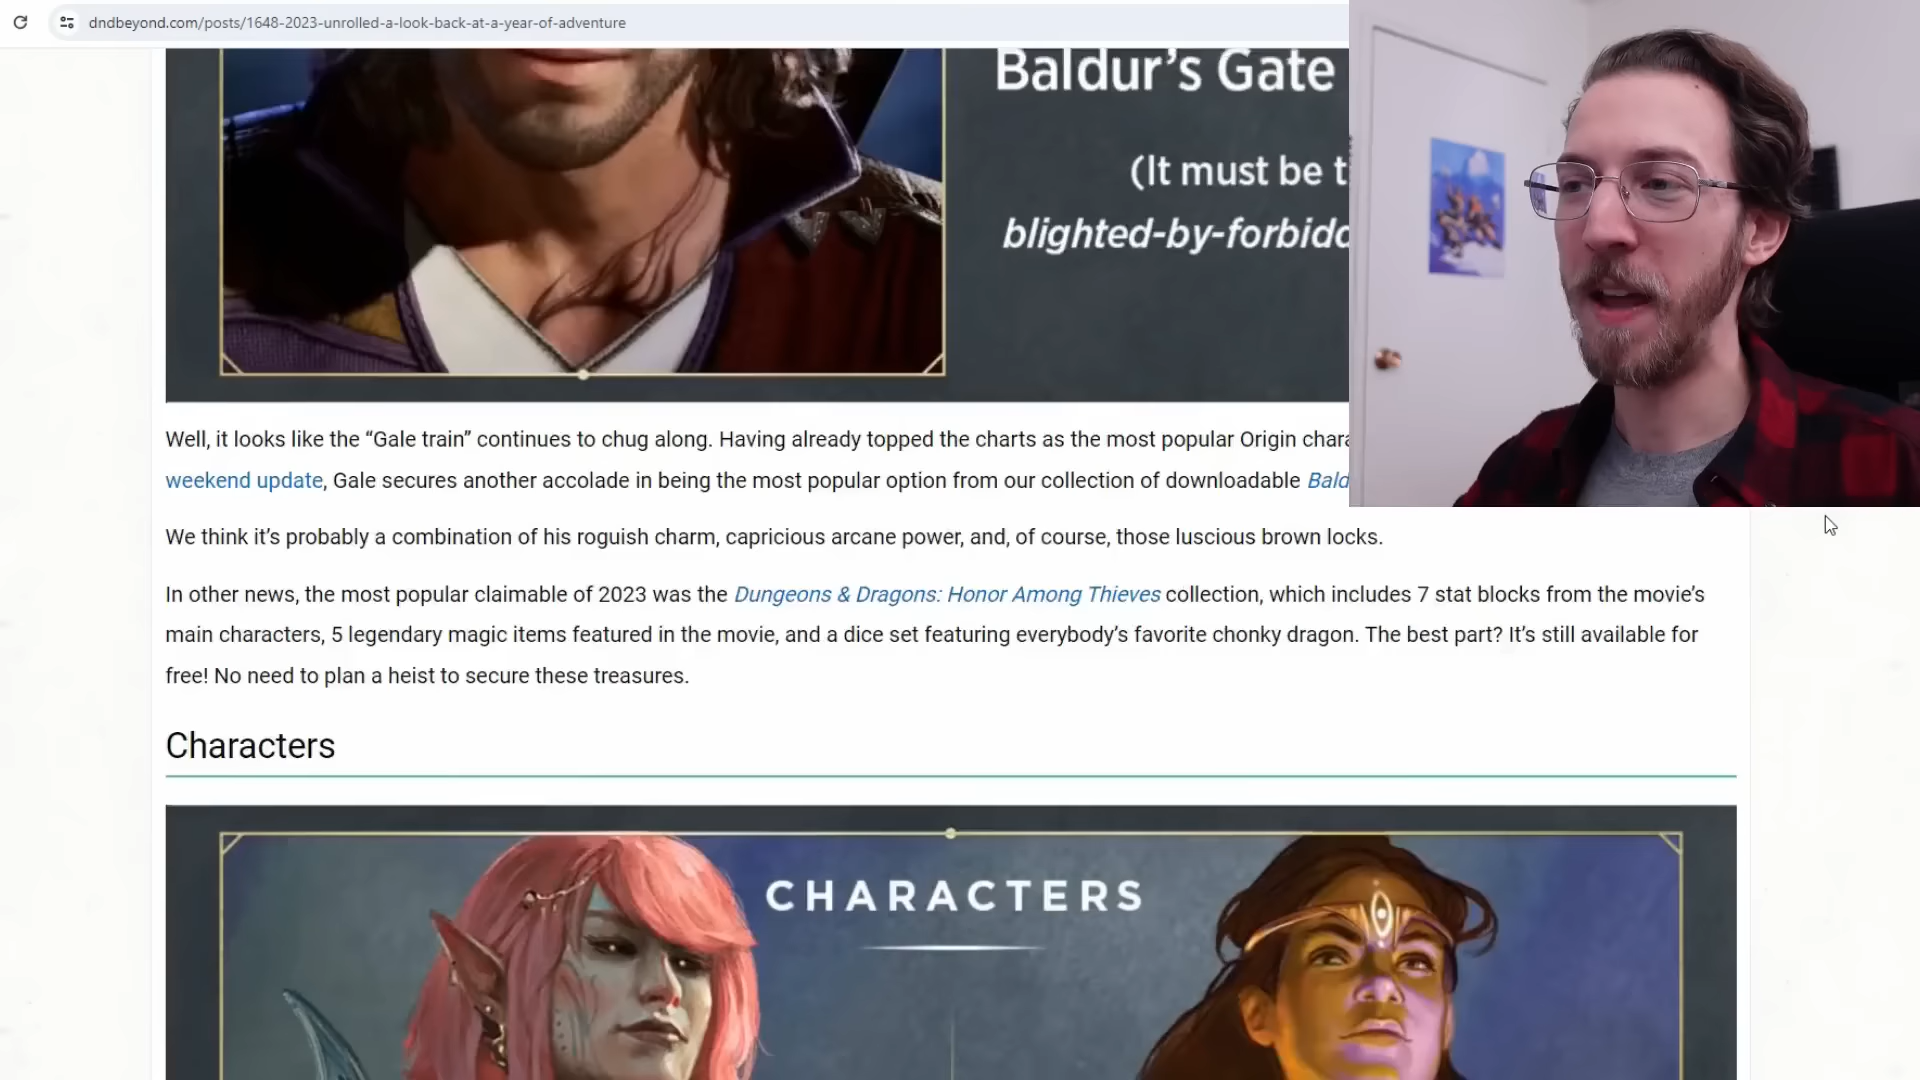 dndbeyond.com/posts/1648-2023-unrolled-a-look-back-at-a-year-of-adventure
Baldur's Gate
(It must be t
blighted-by-forbidd
Well, it looks like the “Gale train” continues to chug along. Having already topped the charts as the most popular Origin chara
weekend update, Gale secures another accolade in being the most popular option from our collection of downloadable Bald
We think it’s probably a combination of his roguish charm, capricious arcane power, and, of course, those luscious brown locks.
In other news, the most popular claimable of 2023 was the Dungeons & Dragons: Honor Among Thieves collection, which includes 7 stat blocks from the movie’s
main characters, 5 legendary magic items featured in the movie, and a dice set featuring everybody’s favorite chonky dragon. The best part? It’s still available for
free! No need to plan a heist to secure these treasures.
Characters
CHARACTERS